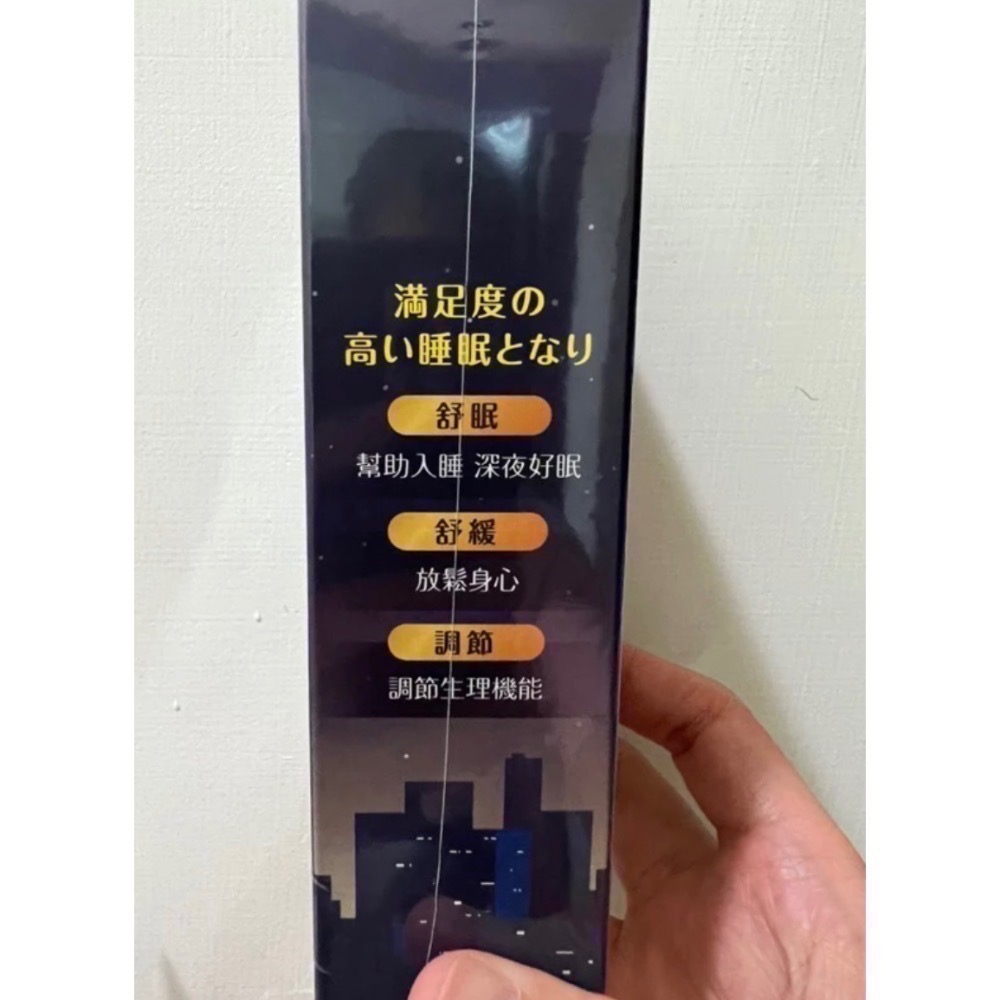 満足度の
高い睡眠となり
舒眠
幫助入睡 深夜好眠
舒緩
放鬆身心
調節
調節生理機能